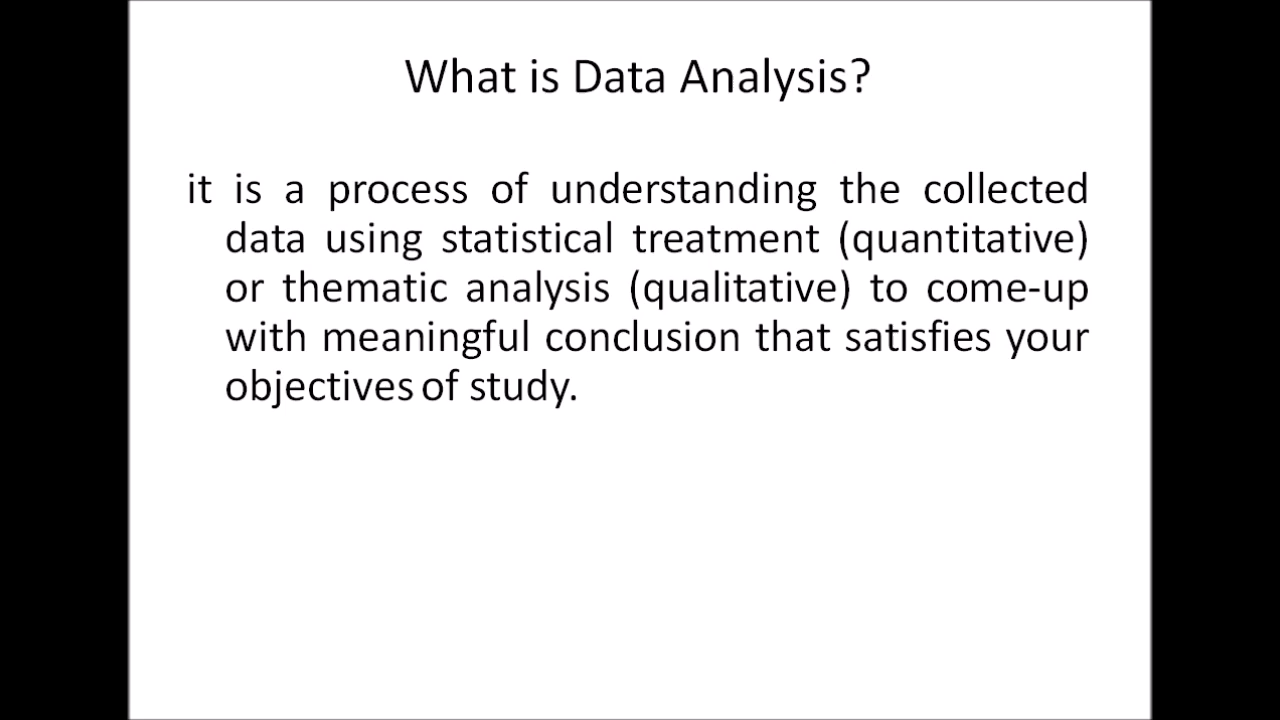 What is Data Analysis?
it is a process of understanding the collected
data using statistical treatment (quantitative)
or thematic analysis (qualitative) to come-up
with meaningful conclusion that satisfies your
objectives of study.